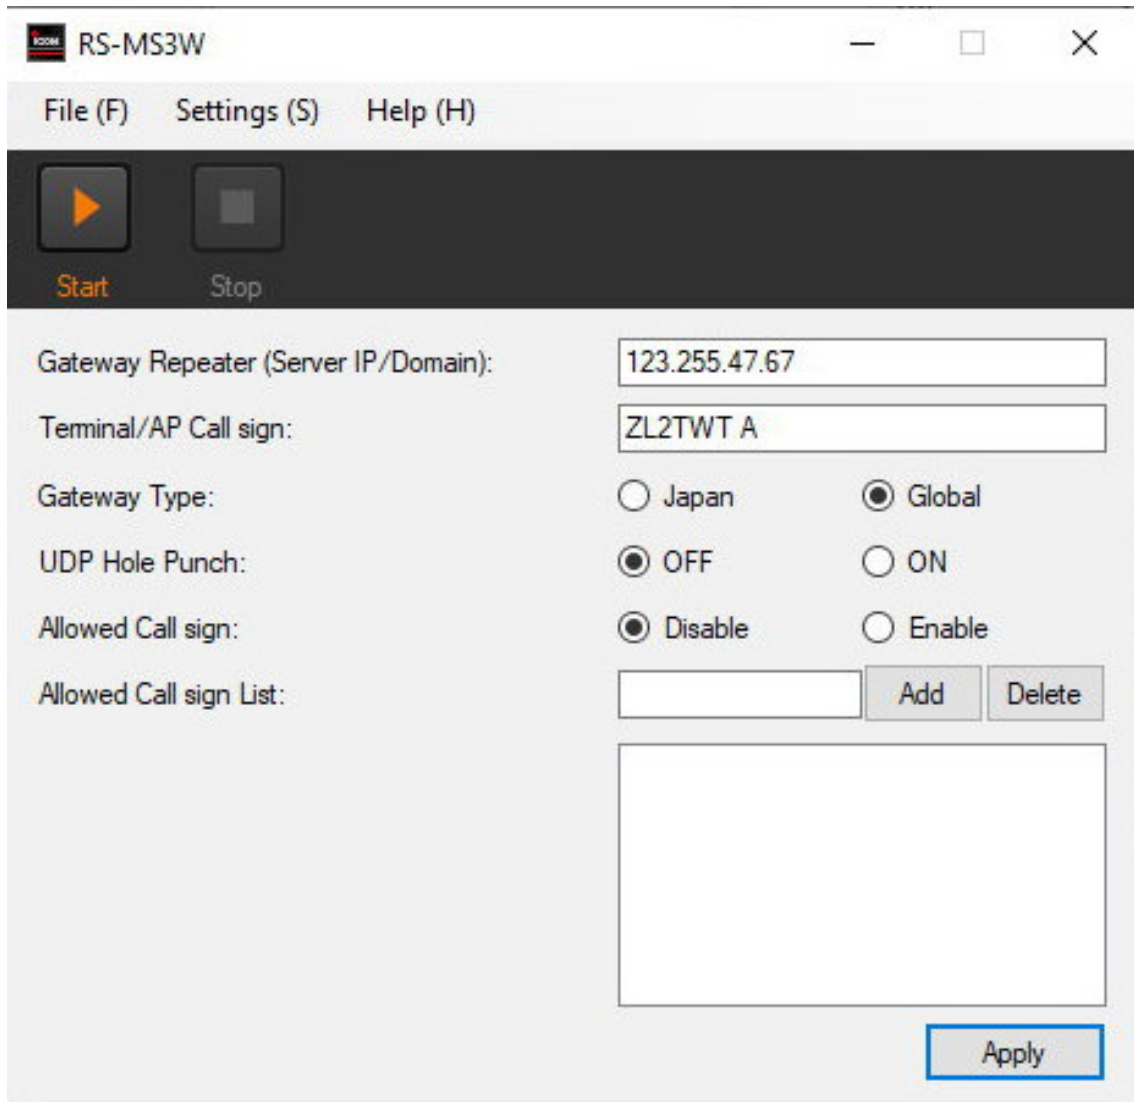 ICOM RS-MS3W
File (F) Settings (S) Help (H)
Start Stop
Gateway Repeater (Server IP/Domain): 123.255.47.67
Terminal/AP Call sign: ZL2TWT A
Gateway Type: Japan Global
UDP Hole Punch: OFF ON
Allowed Call sign: Disable Enable
Allowed Call sign List: Add Delete
Apply